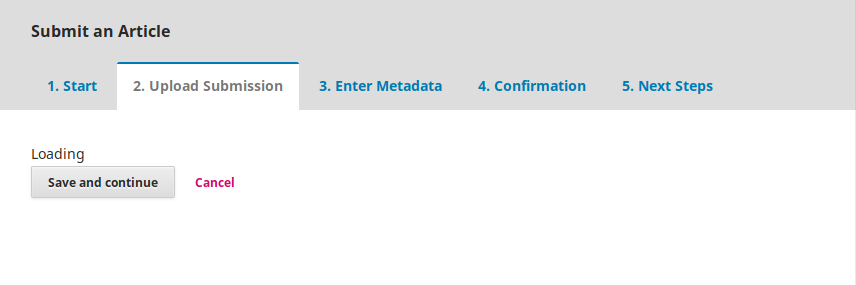 Submit an Article
1. Start 2. Upload Submission 3. Enter Metadata 4. Confirmation 5. Next Steps
Loading
Save and continue Cancel